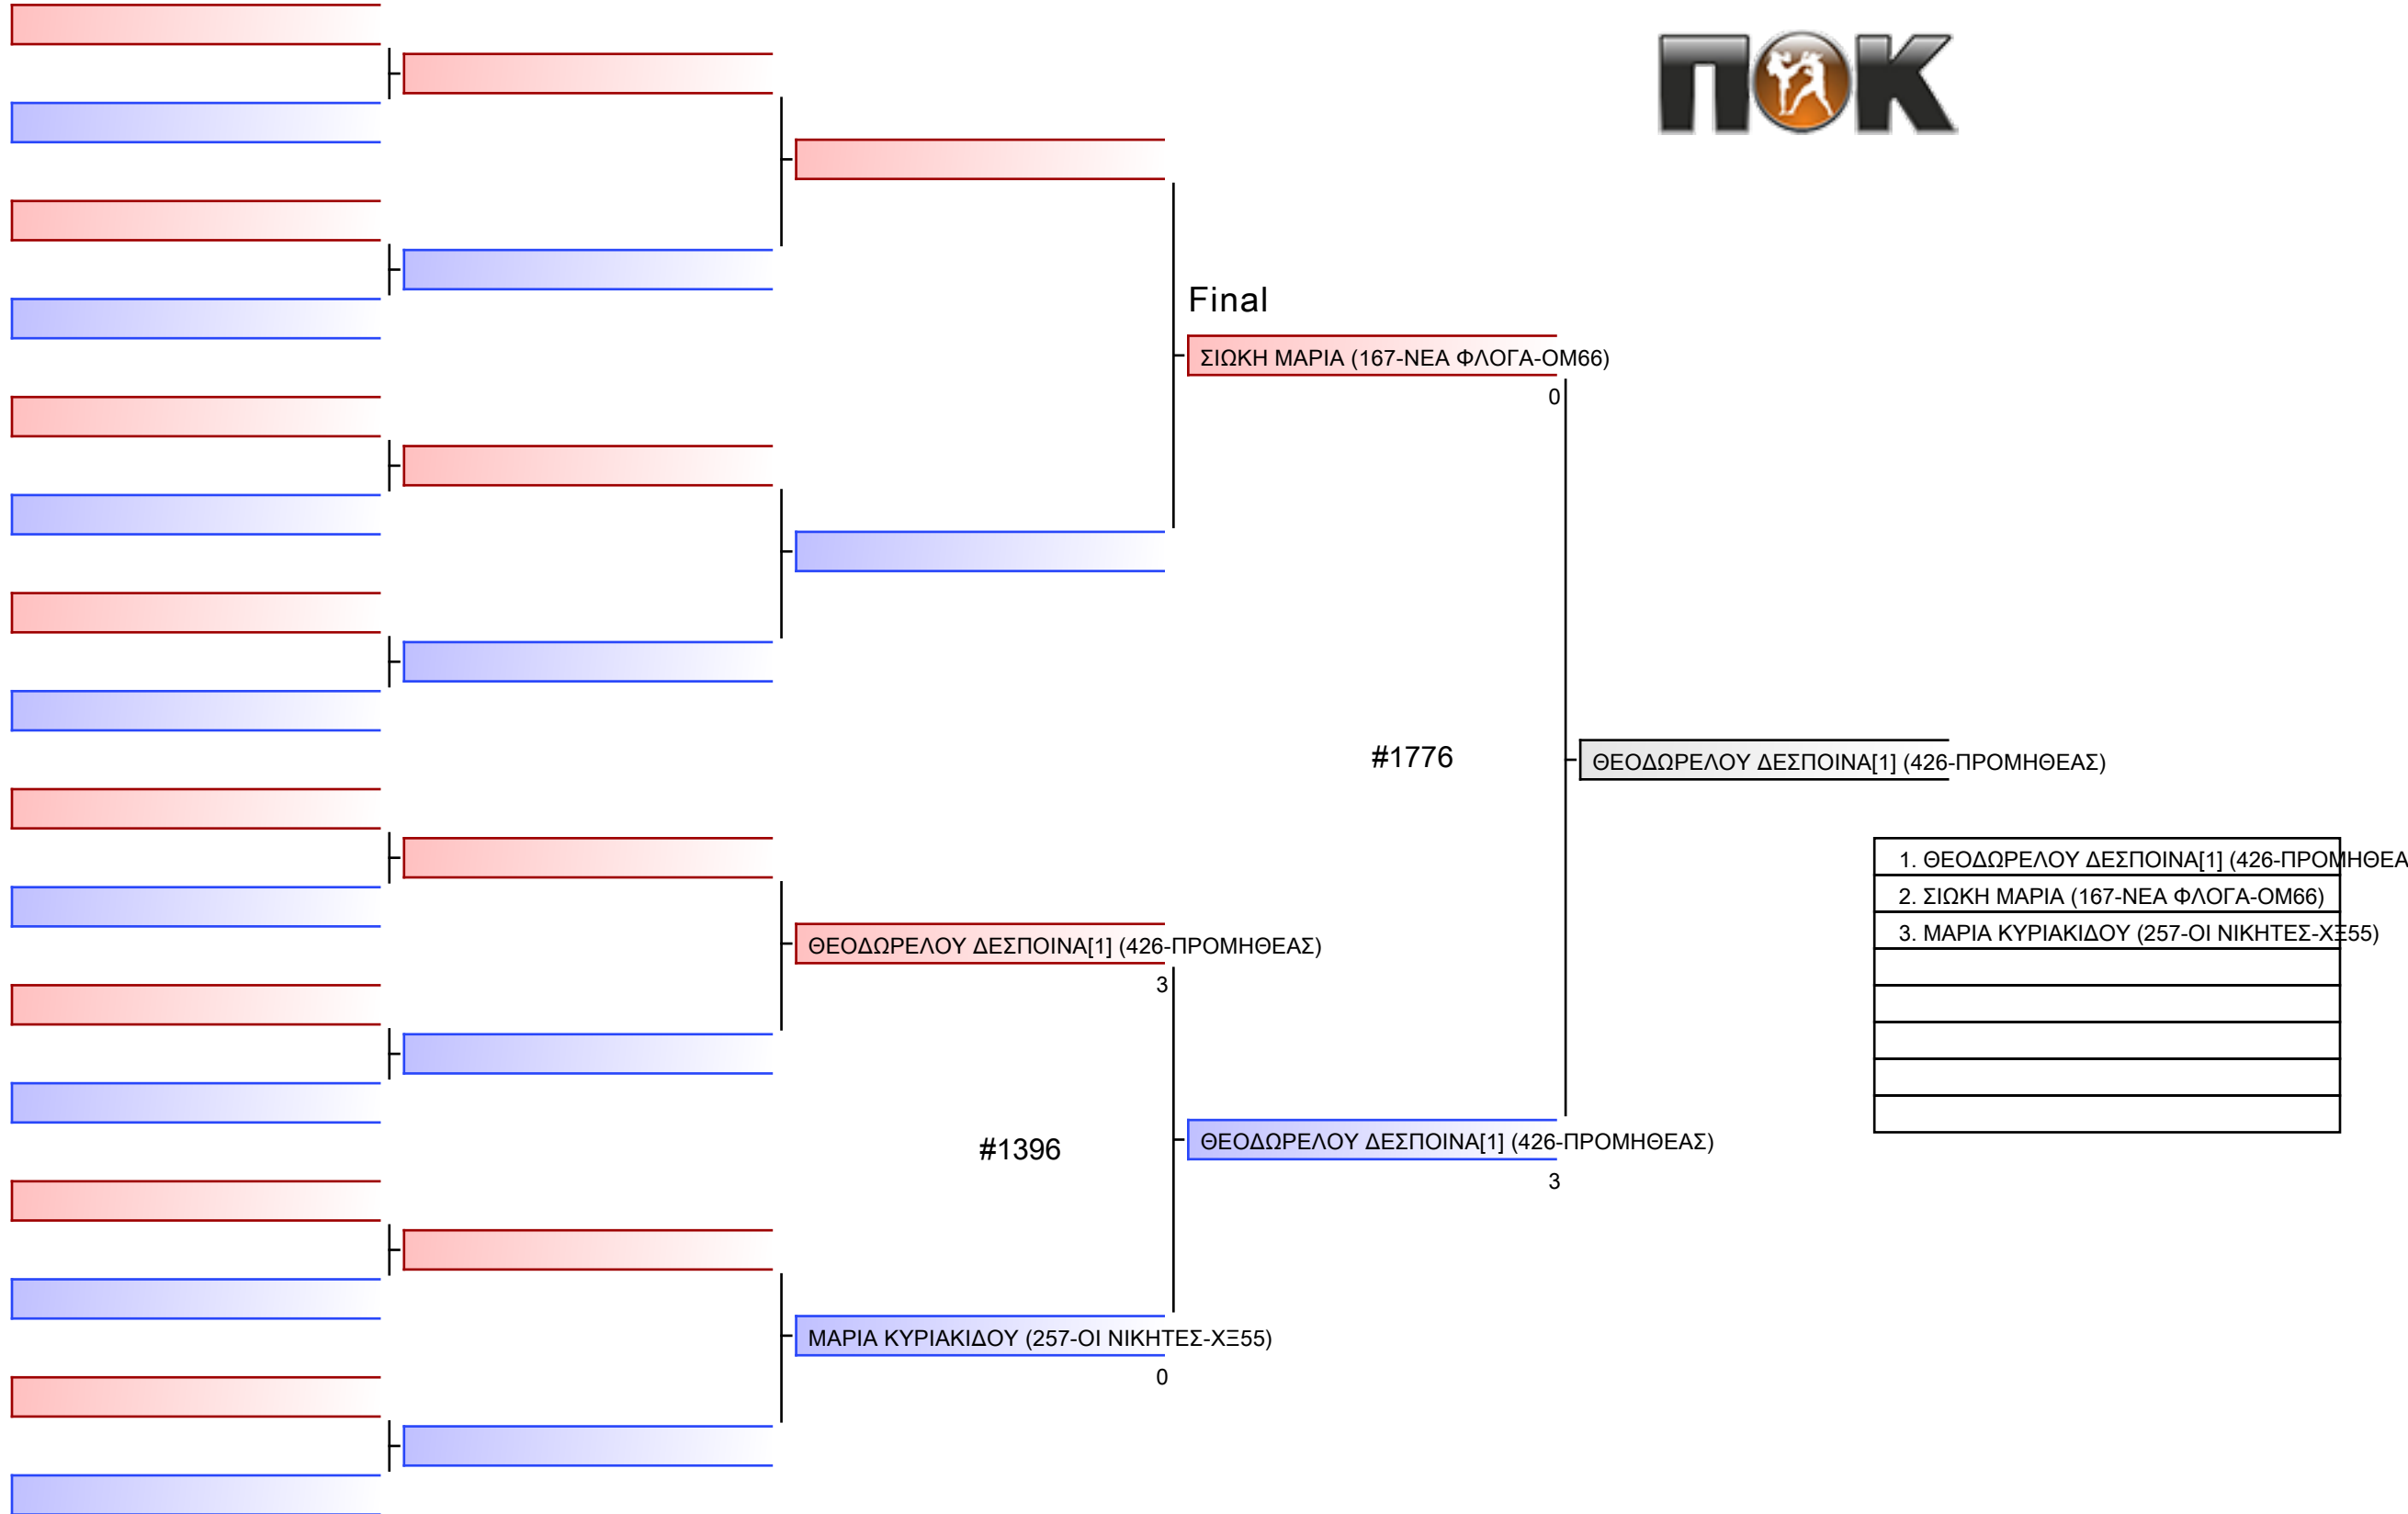 ΠΟΚ
Final
ΣΙΩΚΗ ΜΑΡΙΑ (167-ΝΕΑ ΦΛΟΓΑ-ΟΜ66)
0
#1776
ΘΕΟΔΩΡΕΛΟΥ ΔΕΣΠΟΙΝΑ[1] (426-ΠΡΟΜΗΘΕΑΣ)
1. ΘΕΟΔΩΡΕΛΟΥ ΔΕΣΠΟΙΝΑ[1] (426-ΠΡΟΜΗΘΕΑ
2. ΣΙΩΚΗ ΜΑΡΙΑ (167-ΝΕΑ ΦΛΟΓΑ-ΟΜ66)
3. ΜΑΡΙΑ ΚΥΡΙΑΚΙΔΟΥ (257-ΟΙ ΝΙΚΗΤΕΣ-ΧΞ55)
ΘΕΟΔΩΡΕΛΟΥ ΔΕΣΠΟΙΝΑ[1] (426-ΠΡΟΜΗΘΕΑΣ)
3
#1396
ΘΕΟΔΩΡΕΛΟΥ ΔΕΣΠΟΙΝΑ[1] (426-ΠΡΟΜΗΘΕΑΣ)
3
ΜΑΡΙΑ ΚΥΡΙΑΚΙΔΟΥ (257-ΟΙ ΝΙΚΗΤΕΣ-ΧΞ55)
0